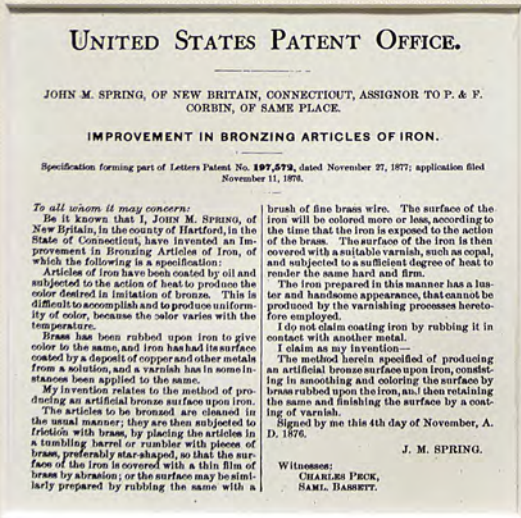 UNITED STATES PATENT OFFICE.
JOHN M. SPRING, OF NEW BRITAIN, CONNECTICUT, ASSIGNOR TO P. & F.
CORBIN, OF SAME PLACE.
IMPROVEMENT IN BRONZING ARTICLES OF IRON.
Specification forming part of Letters Patent No. 197,572, dated November 27, 1877; application filed
November 11, 1876.
To all whom it may concern:
Be it known that I, JOHN M. SPRING, of
New Britain, in the county of Hartford, in the
State of Connecticut, have invented an Im-
provement in Bronzing Articles of Iron, of
which the following is a specification:
Articles of iron have been coated by oil and
subjected to the action of heat to produce the
color desired in imitation of bronze. This is
difficult to accomplish and to produce uniform-
ity of color, because the color varies with the
temperature.
Brass has been rubbed upon iron to give
color to the same, and iron has had its surface
coated by a deposit of copper and other metals
from a solution, and a varnish has in some in-
stances been applied to the same.
My invention relates to the method of pro-
ducing an artificial bronze surface upon iron.
The articles to be bronzed are cleaned in
the usual manner; they are then subjected to
friction with brass, by placing the articles in
a tumbling barrel or rumbler with pieces of
brass, preferably star-shaped, so that the sur-
face of the iron is covered with a thin film of
brass by abrasion; or the surface may be simi-
larly prepared by rubbing the same with a
brush of fine brass wire. The surface of the
iron will be colored more or less, according to
the time that the iron is exposed to the action
of the brass. The surface of the iron is then
covered with a suitable varnish, such as copal,
and subjected to a sufficient degree of heat to
render the same hard and firm.
The iron prepared in this manner has a lus-
ter and handsome appearance, that cannot be
produced by the varnishing processes hereto-
fore employed.
I do not claim coating iron by rubbing it in
contact with another metal.
I claim as my invention—
The method herein specified of producing
an artificial bronze surface upon iron, consist-
ing in smoothing and coloring the surface by
brass rubbed upon the iron, and then retaining
the same and finishing the surface by a coat-
ing of varnish.
Signed by me this 4th day of November, A.
D. 1876.
J. M. SPRING.
Witnesses:
CHARLES PECK,
SAML. BASSETT.